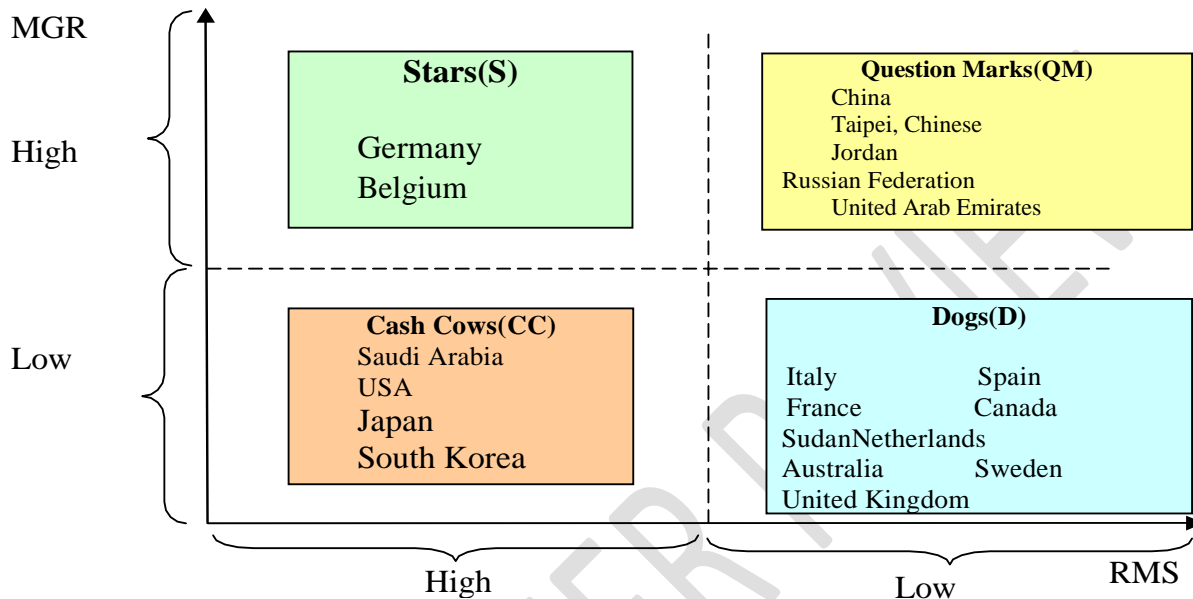 MGR
High
Low
Stars(S)
Germany
Belgium
Question Marks(QM)
China
Taipei, Chinese
Jordan
Russian Federation
United Arab Emirates
Cash Cows(CC)
Saudi Arabia
USA
Japan
South Korea
Dogs(D)
Italy Spain
France Canada
SudanNetherlands
Australia Sweden
United Kingdom
High
Low
RMS